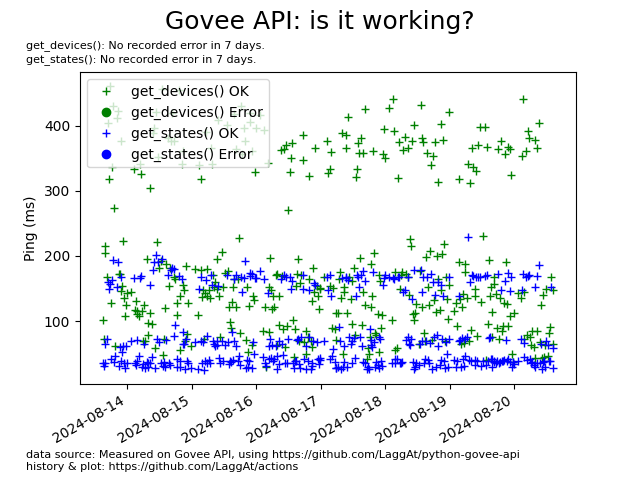 Govee API: is it working?
get_devices(): No recorded error in 7 days.
get_states(): No recorded error in 7 days.
get_devices() OK
get_devices() Error
get_states() OK
get_states() Error
400
300
200
100
Ping (ms)
2024-08-14
2024-08-15
2024-08-16
2024-08-17
2024-08-18
2024-08-19
2024-08-20
data source: Measured on Govee API, using https://github.com/LaggAt/python-govee-api
history & plot: https://github.com/LaggAt/actions